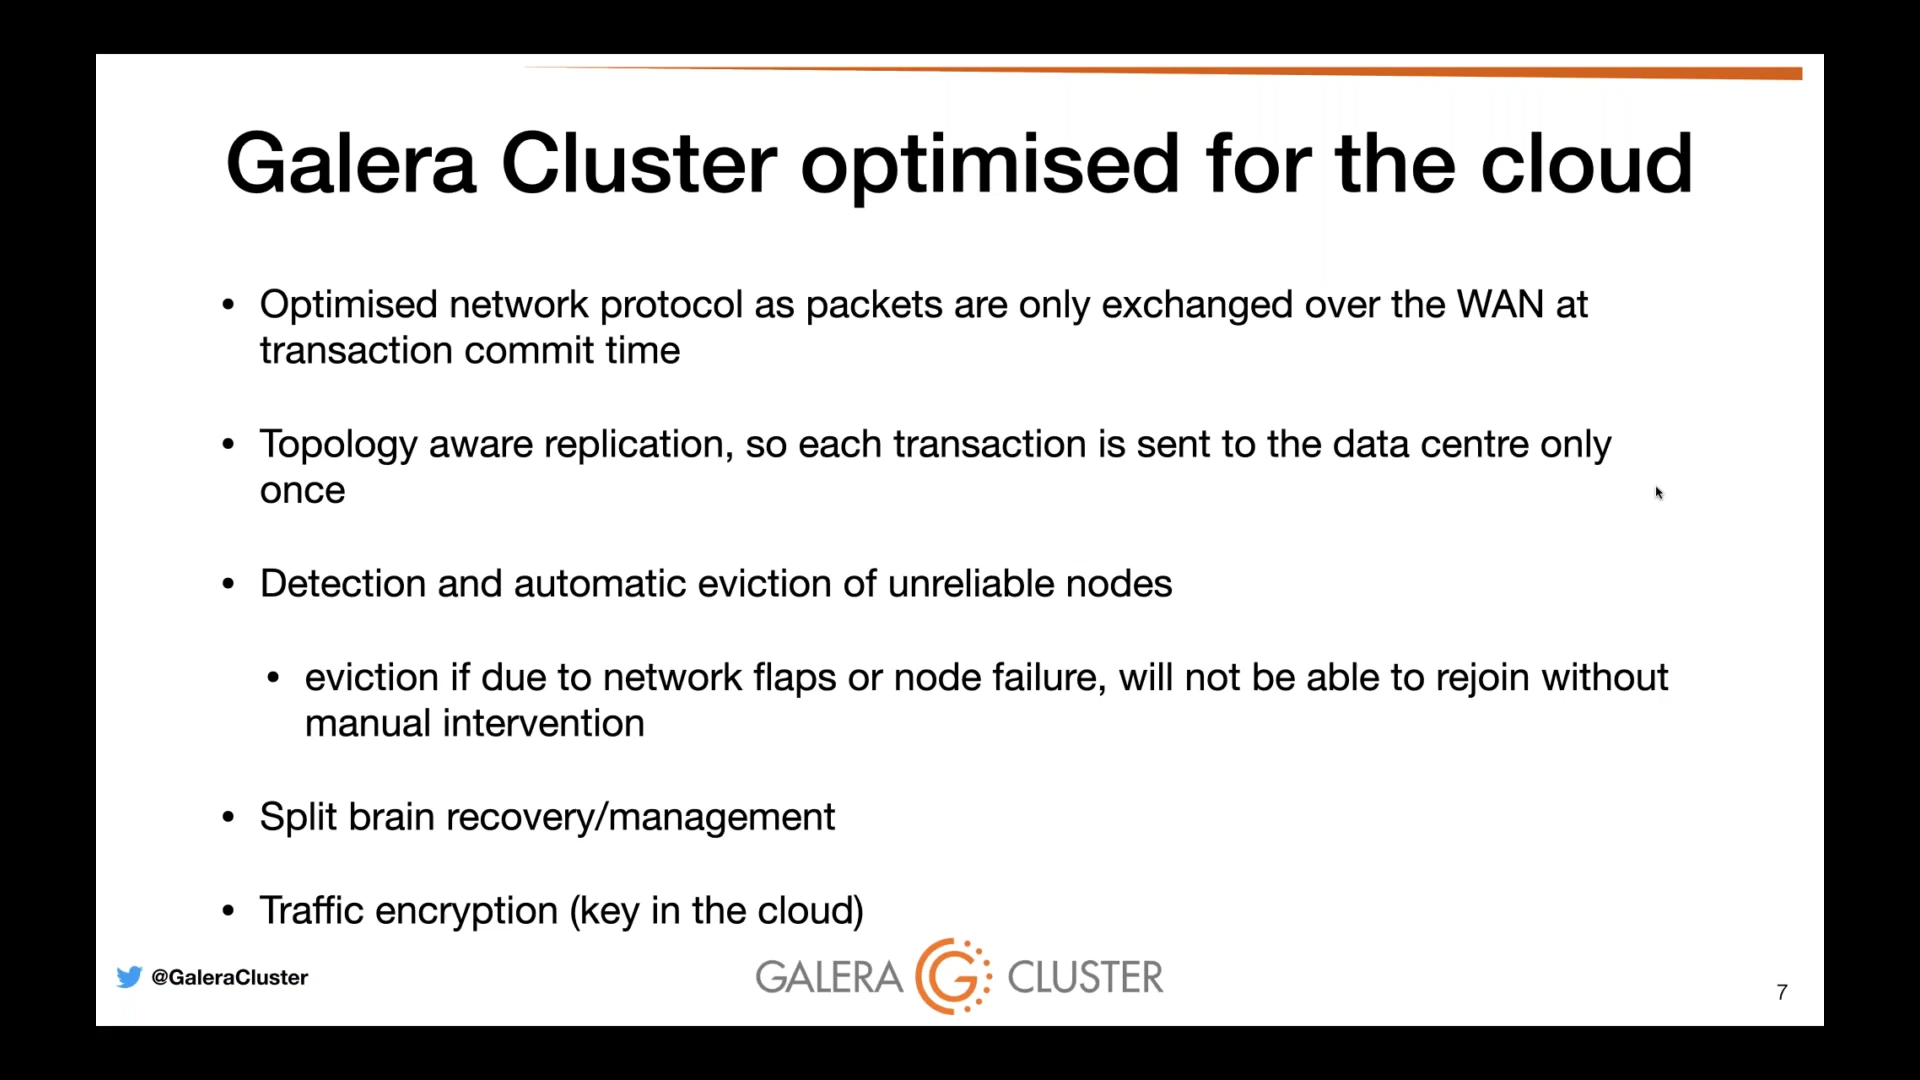 Galera Cluster optimised for the cloud
• Optimised network protocol as packets are only exchanged over the WAN at
transaction commit time
• Topology aware replication, so each transaction is sent to the data centre only
once
• Detection and automatic eviction of unreliable nodes
• eviction if due to network flaps or node failure, will not be able to rejoin without
manual intervention
• Split brain recovery/management
• Traffic encryption (key in the cloud)
@GaleraCluster
GALERA CLUSTER
7